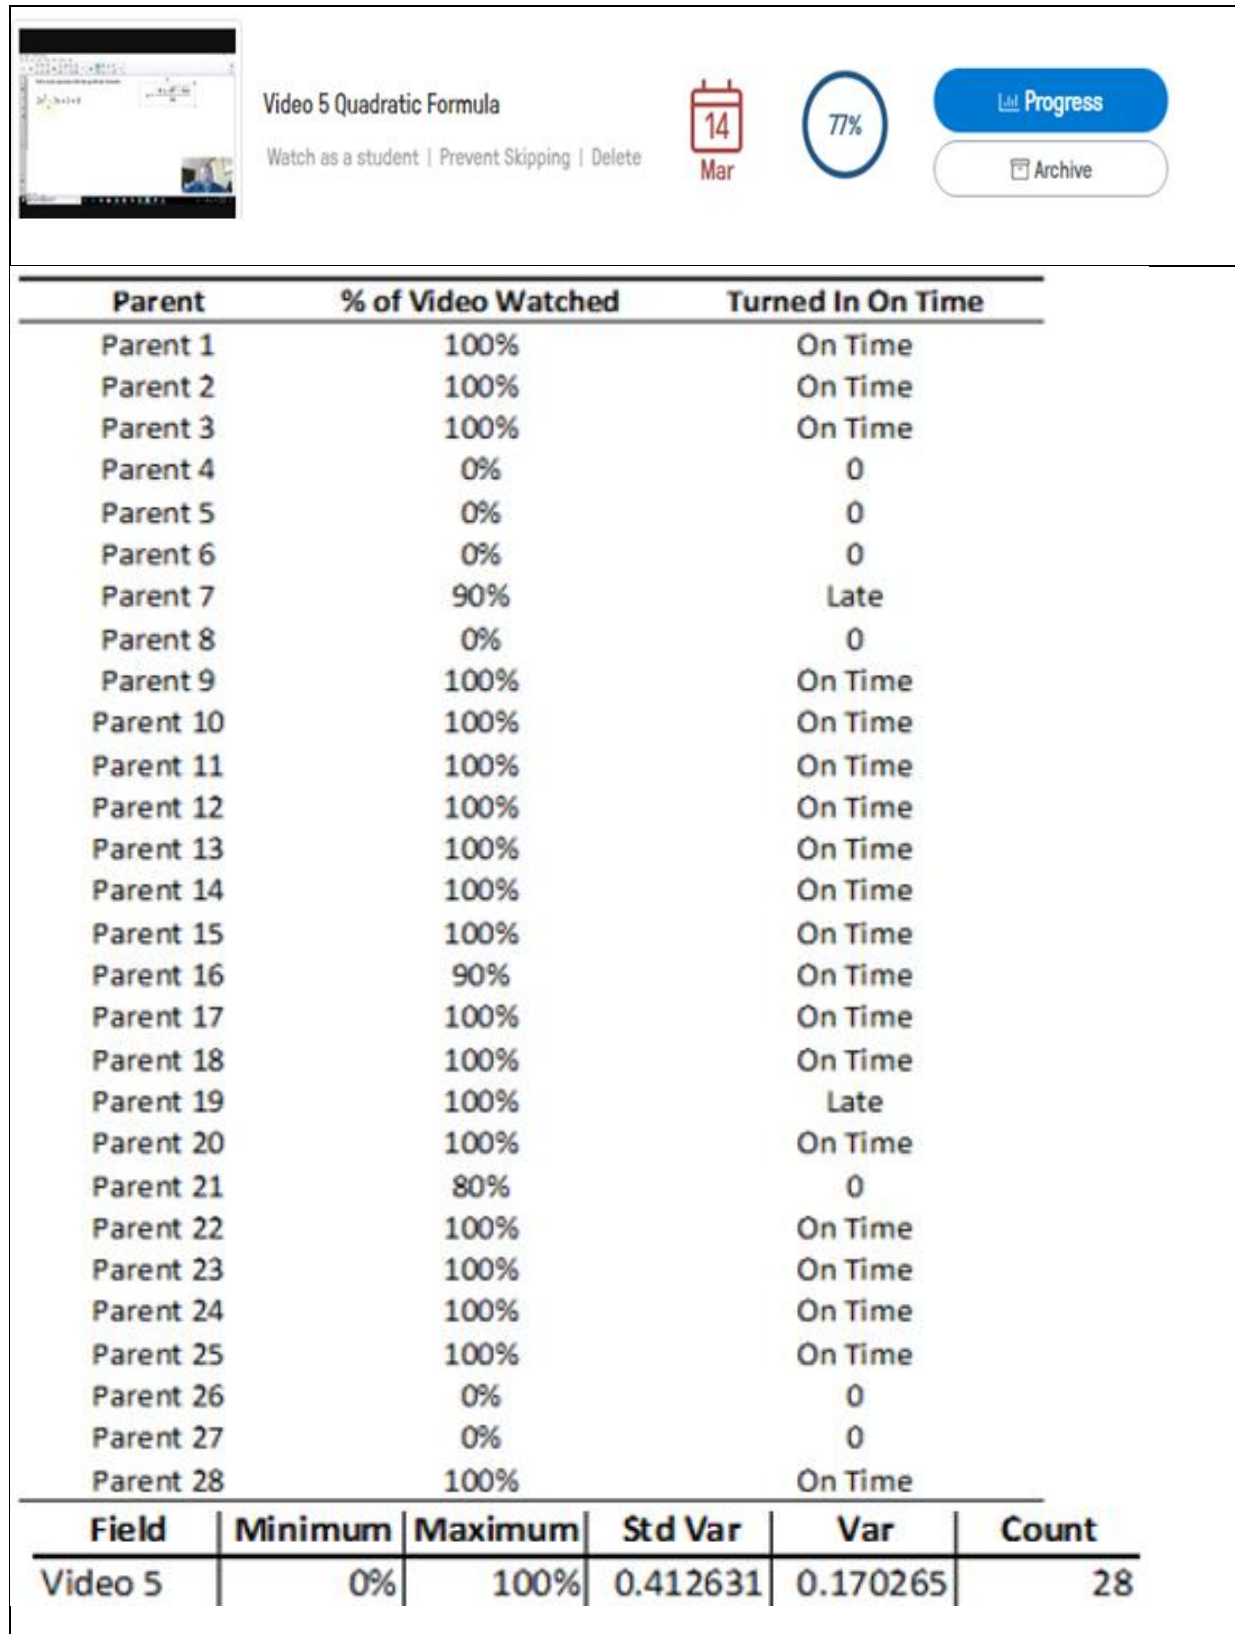 Video 5 Quadratic Formula
Watch as a student | Prevent Skipping | Delete
14
Mar
77%
Progress
Archive
Parent % of Video Watched Turned In On Time
Parent 1 100% On Time
Parent 2 100% On Time
Parent 3 100% On Time
Parent 4 0% 0
Parent 5 0% 0
Parent 6 0% 0
Parent 7 90% Late
Parent 8 0% 0
Parent 9 100% On Time
Parent 10 100% On Time
Parent 11 100% On Time
Parent 12 100% On Time
Parent 13 100% On Time
Parent 14 100% On Time
Parent 15 100% On Time
Parent 16 90% On Time
Parent 17 100% On Time
Parent 18 100% On Time
Parent 19 100% Late
Parent 20 100% On Time
Parent 21 80% 0
Parent 22 100% On Time
Parent 23 100% On Time
Parent 24 100% On Time
Parent 25 100% On Time
Parent 26 0% 0
Parent 27 0% 0
Parent 28 100% On Time
Field Minimum Maximum Std Var Var Count
Video 5 0% 100% 0.412631 0.170265 28